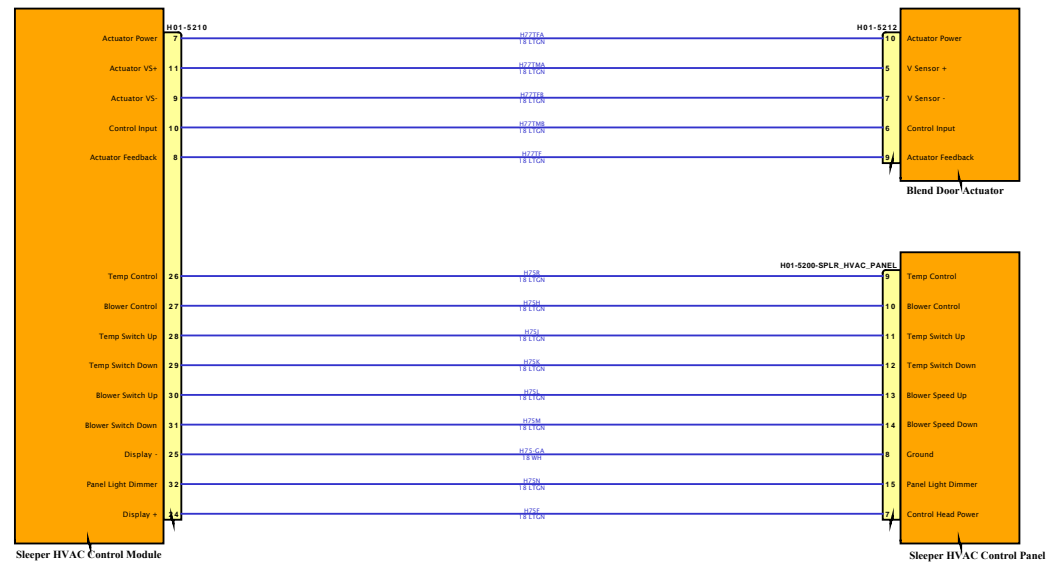 H01-5210 H01-5212
Actuator Power 7 H77TFA 18 LTGN 10 Actuator Power
Actuator VS+ 11 H77TMA 18 LTGN 5 V Sensor +
Actuator VS- 9 H77TFB 18 LTGN 7 V Sensor -
Control Input 10 H77TMB 18 LTGN 6 Control Input
Actuator Feedback 8 H77TF 18 LTGN 9 Actuator Feedback
Blend Door Actuator
H01-5200-SPLR_HVAC_PANEL
Temp Control 26 H75R 18 LTGN 9 Temp Control
Blower Control 27 H75H 18 LTGN 10 Blower Control
Temp Switch Up 28 H75J 18 LTGN 11 Temp Switch Up
Temp Switch Down 29 H75K 18 LTGN 12 Temp Switch Down
Blower Switch Up 30 H75L 18 LTGN 13 Blower Speed Up
Blower Switch Down 31 H75M 18 LTGN 14 Blower Speed Down
Display - 25 H75-GA 18 WH 8 Ground
Panel Light Dimmer 32 H75N 18 LTGN 15 Panel Light Dimmer
Display + 18 LTGN 7 Control Head Power
Sleeper HVAC Control Module Sleeper HVAC Control Panel